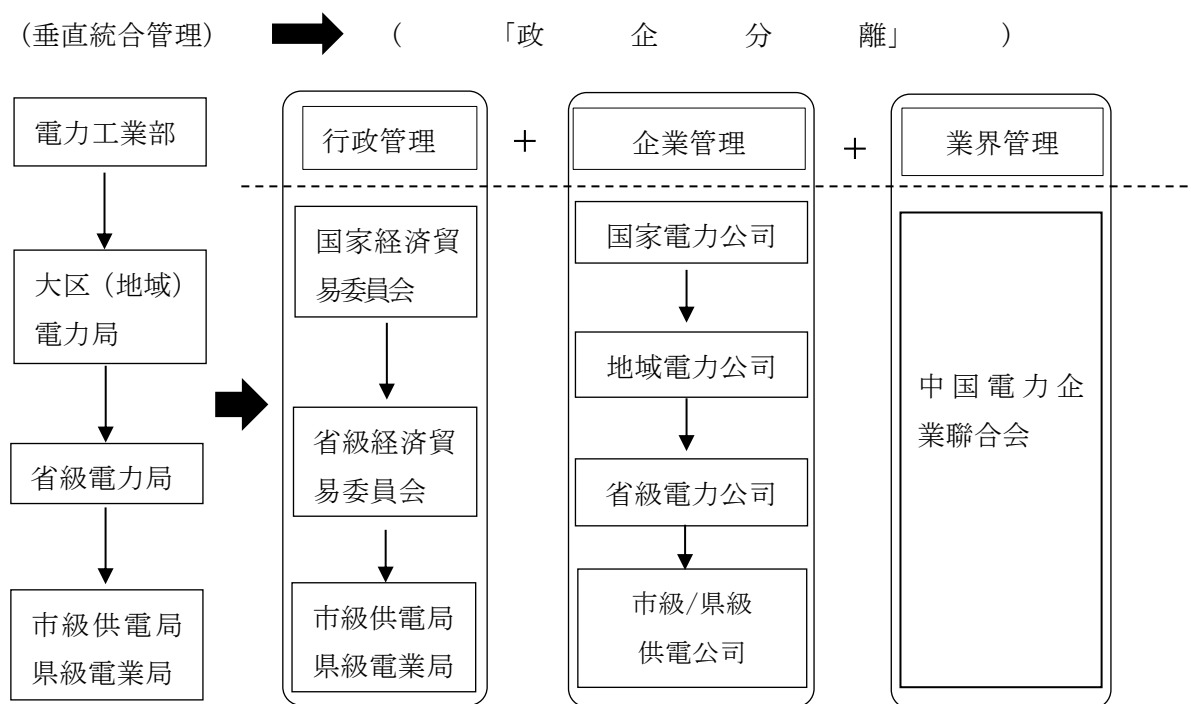 (垂直統合管理)
(「政企分離」)
電力工業部
大区（地域）
電力局
省級電力局
市級供電局
県級電業局
行政管理
国家経済貿
易委員会
省級経済貿
易委員会
市級供電局
県級電業局
+
企業管理
国家電力公司
地域電力公司
省級電力公司
市級/県級
供電公司
+
業界管理
中国電力企
業聯合会